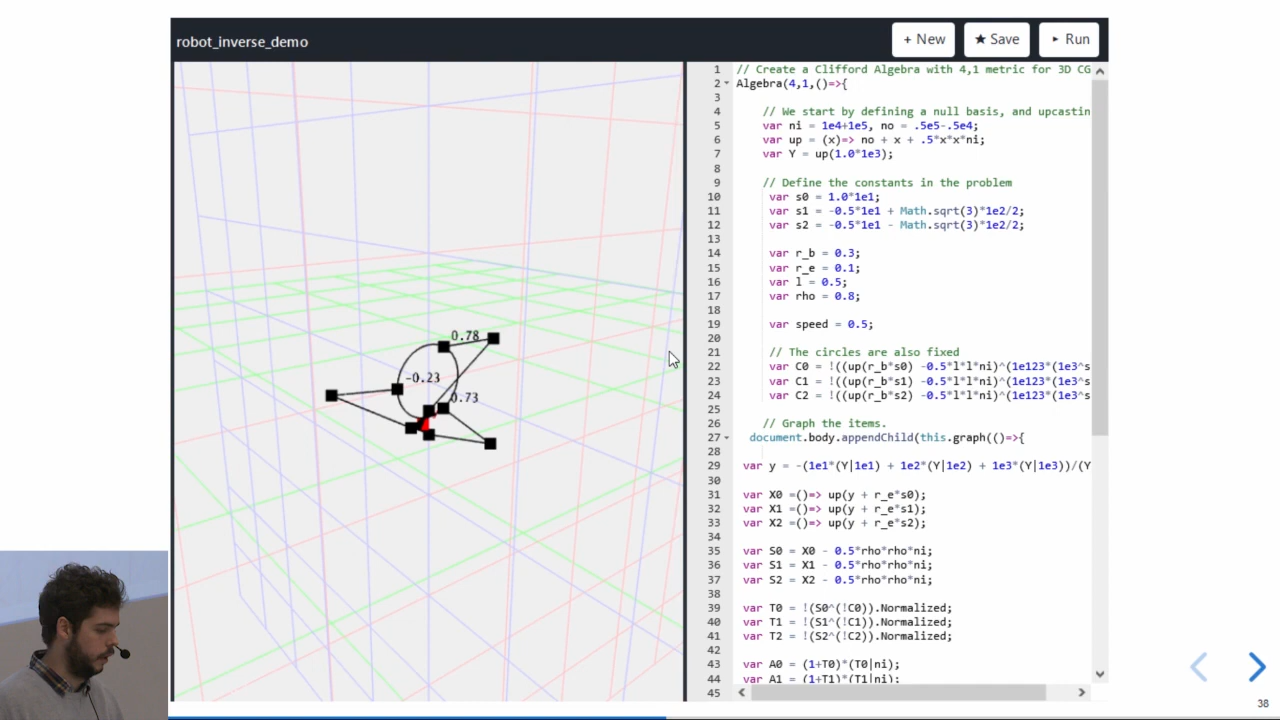 robot_inverse_demo
+ New
★ Save
▸ Run
0.78
-0.23
0.73
1 // Create a Clifford Algebra with 4,1 metric for 3D CG
2 Algebra(4,1,()=>{
3
4 // We start by defining a null basis, and upcastin
5 var ni = 1e4+1e5, no = .5e5-.5e4;
6 var up = (x)=> no + x + .5*x*x*ni;
7 var Y = up(1.0*1e3);
8
9 // Define the constants in the problem
10 var s0 = 1.0*1e1;
11 var s1 = -0.5*1e1 + Math.sqrt(3)*1e2/2;
12 var s2 = -0.5*1e1 - Math.sqrt(3)*1e2/2;
13
14 var r_b = 0.3;
15 var r_e = 0.1;
16 var l = 0.5;
17 var rho = 0.8;
18
19 var speed = 0.5;
20
21 // The circles are also fixed
22 var C0 = !((up(r_b*s0) -0.5*l*l*ni)^(1e123*(1e3^s
23 var C1 = !((up(r_b*s1) -0.5*l*l*ni)^(1e123*(1e3^s
24 var C2 = !((up(r_b*s2) -0.5*l*l*ni)^(1e123*(1e3^s
25
26 // Graph the items.
27 document.body.appendChild(this.graph(()=>{
28
29 var y = -(1e1*(Y|1e1) + 1e2*(Y|1e2) + 1e3*(Y|1e3))/(Y
30
31 var X0 =()=> up(y + r_e*s0);
32 var X1 =()=> up(y + r_e*s1);
33 var X2 =()=> up(y + r_e*s2);
34
35 var S0 = X0 - 0.5*rho*rho*ni;
36 var S1 = X1 - 0.5*rho*rho*ni;
37 var S2 = X2 - 0.5*rho*rho*ni;
38
39 var T0 = !(S0^(!C0)).Normalized;
40 var T1 = !(S1^(!C1)).Normalized;
41 var T2 = !(S2^(!C2)).Normalized;
42
43 var A0 = (1+T0)*(T0|ni);
44 var A1 = (1+T1)*(T1|ni);
45
38